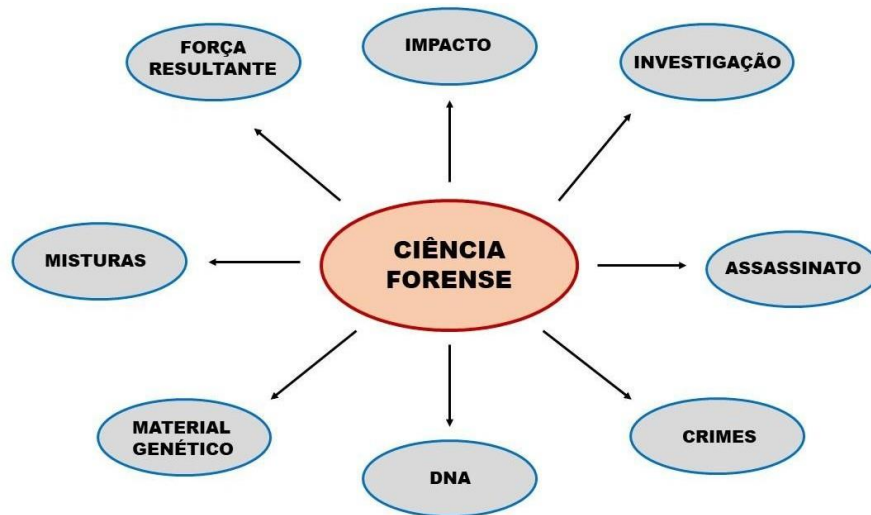 FORÇA
RESULTANTE
IMPACTO
INVESTIGAÇÃO
MISTURAS
CIÊNCIA
FORENSE
ASSASSINATO
MATERIAL
GENÉTICO
DNA
CRIMES